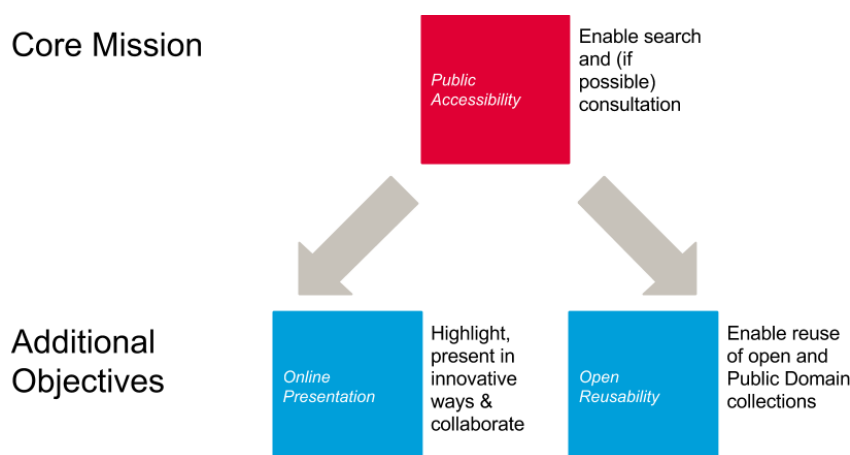 Core Mission
Public
Accessibility
Enable search
and (if
possible)
consultation
Additional
Objectives
Online
Presentation
Highlight,
present in
innovative
ways &
collaborate
Open
Reusability
Enable reuse
of open and
Public Domain
collections